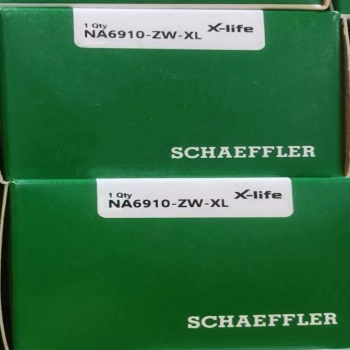 1 Qty
NA6910-ZW-XL X-life
SCHAEFFLER
1 Qty
NA6910-ZW-XL X-life
SCHAEFFLER